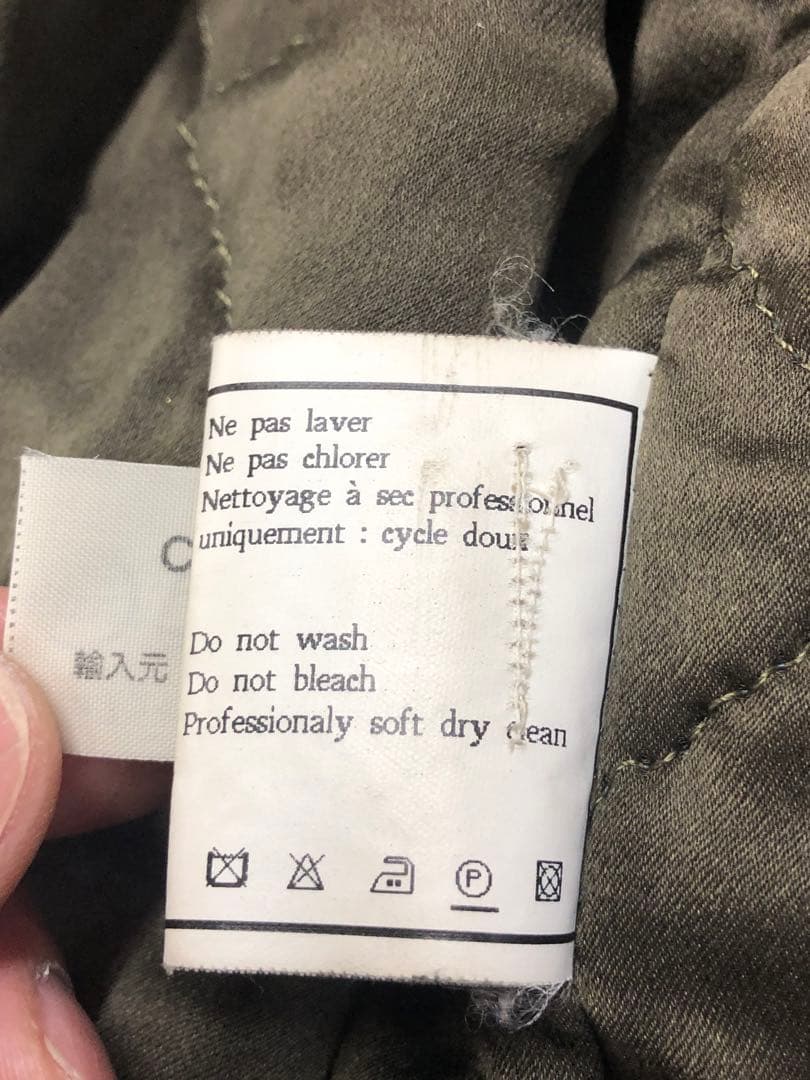 Ne pas laver
Ne pas chlorer
Nettoyage à sec professionnel
uniquement : cycle doux
Do not wash
Do not bleach
Professionaly soft dry clean
P
C
輸入元